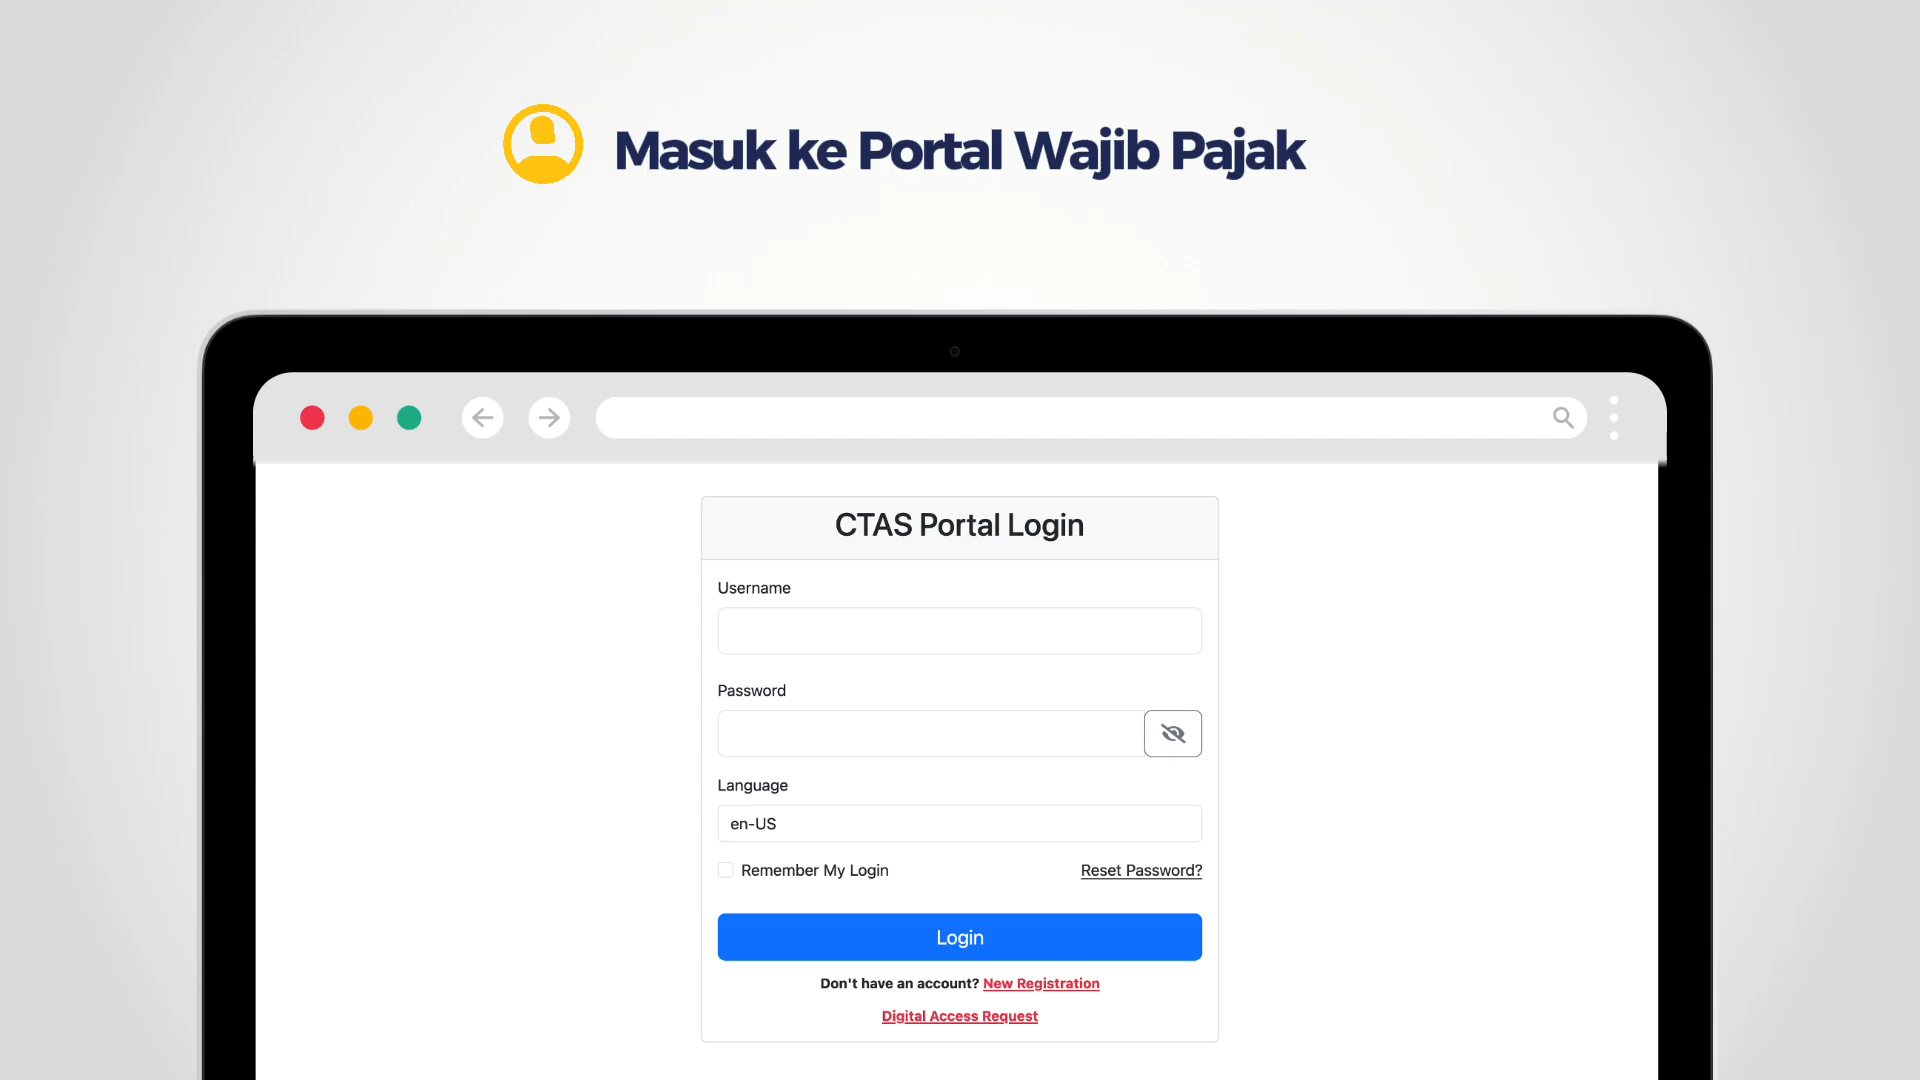 Masuk ke Portal Wajib Pajak
CTAS Portal Login
Username
Password
Language
en-US
Remember My Login
Reset Password?
Login
Don't have an account? New Registration
Digital Access Request